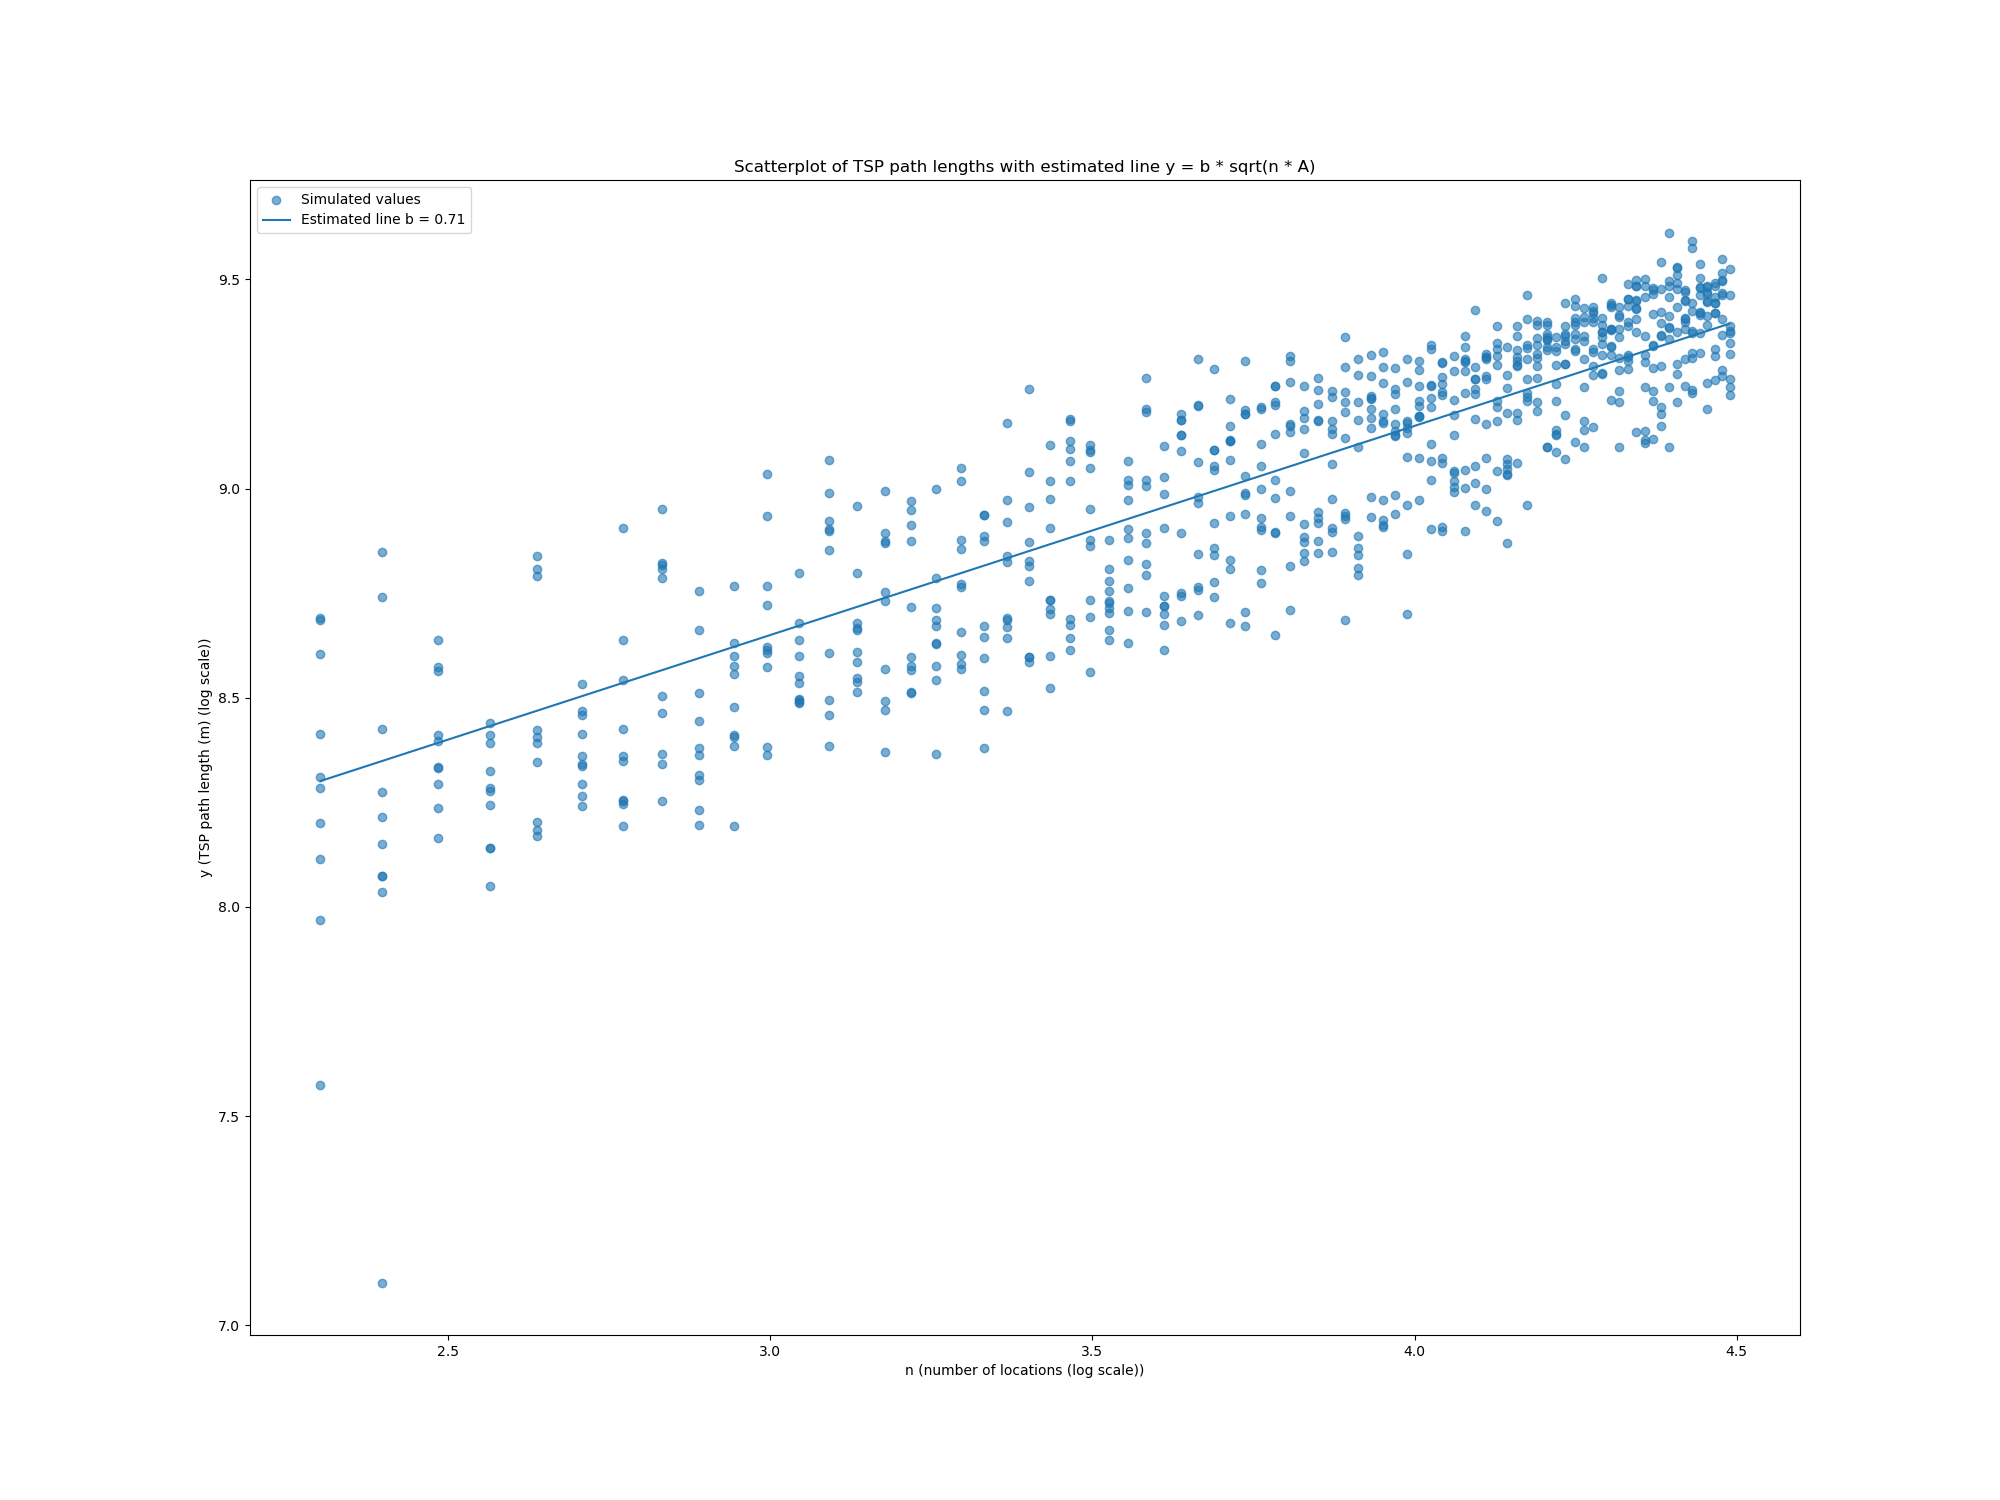 Scatterplot of TSP path lengths with estimated line y = b * sqrt(n * A)
Simulated values
Estimated line b = 0.71
9.5
9.0
8.5
8.0
7.5
7.0
y (TSP path length (m) (log scale))
2.5
3.0
3.5
4.0
4.5
n (number of locations (log scale))